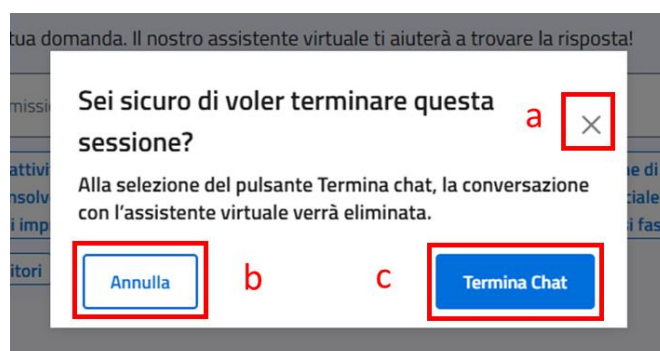 tua domanda. Il nostro assistente virtuale ti aiuterà a trovare la risposta!
Sei sicuro di voler terminare questa
a
sessione?
Alla selezione del pulsante Termina chat, la conversazione
con l'assistente virtuale verrà eliminata.
Annulla
b
c
Termina Chat